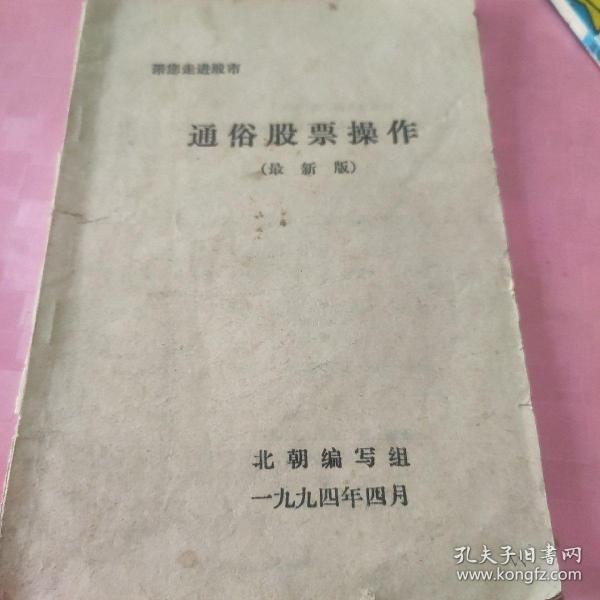 带您走进股市
通俗股票操作
(最新版)
北朝编写组
一九九四年四月
孔夫子旧书网
www.kongfz.com